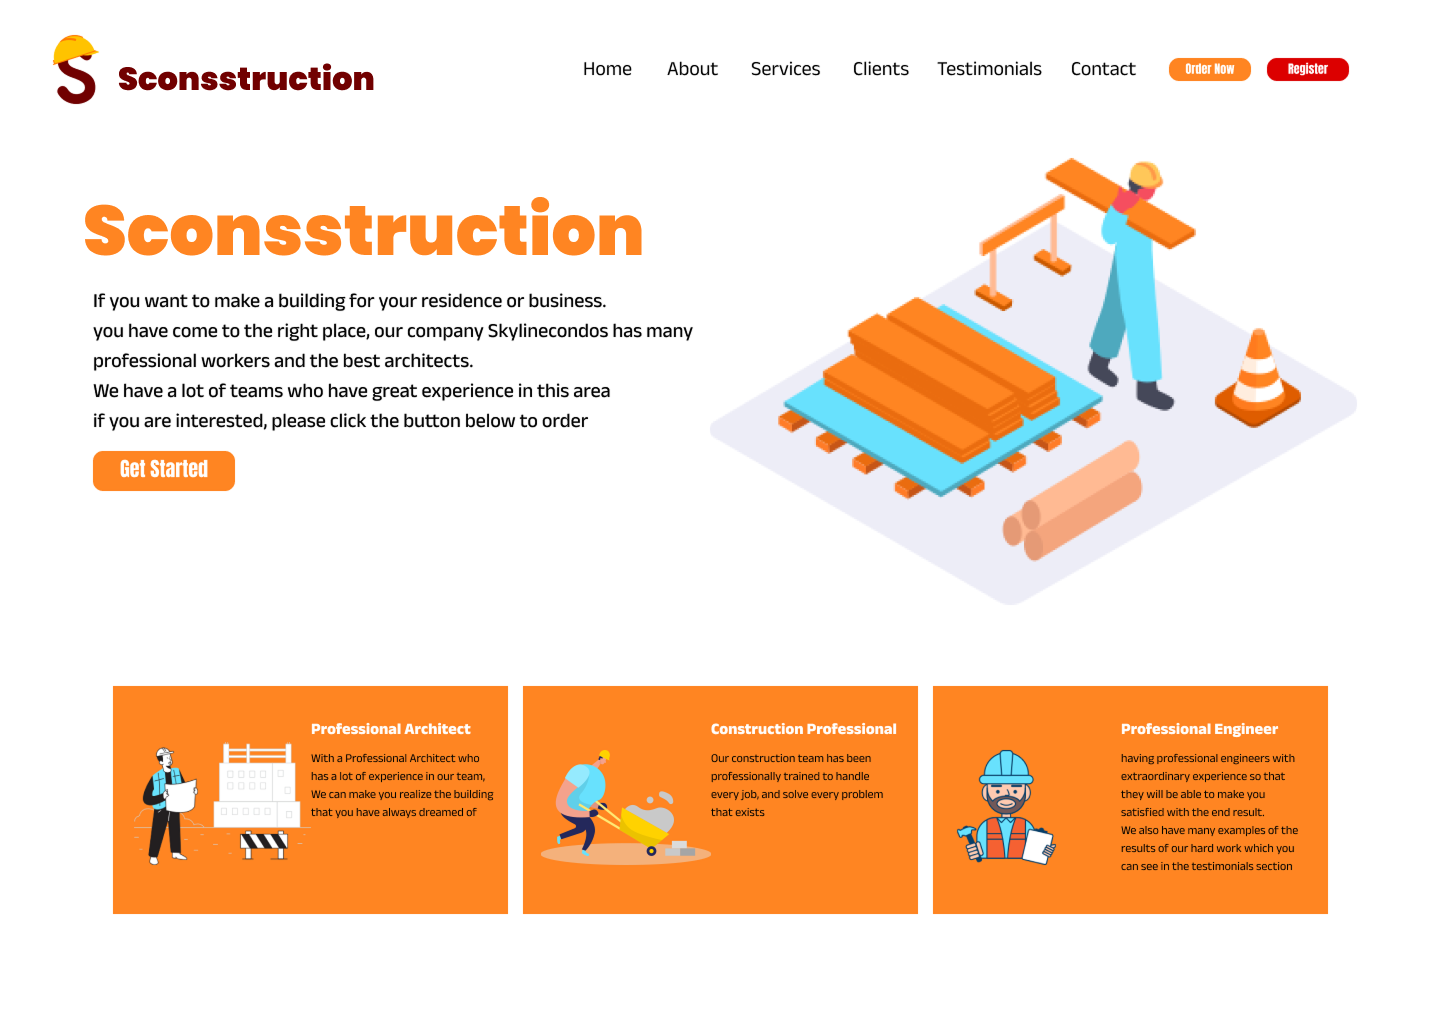 S Sconsstruction
Home About Services Clients Testimonials Contact Order Now Register
Sconsstruction
If you want to make a building for your residence or business.
you have come to the right place, our company Skylinecondos has many
professional workers and the best architects.
We have a lot of teams who have great experience in this area
if you are interested, please click the button below to order
Get Started
Professional Architect
With a Professional Architect who
has a lot of experience in our team,
We can make you realize the building
that you have always dreamed of
Construction Professional
Our construction team has been
professionally trained to handle
every job, and solve every problem
that exists
Professional Engineer
having professional engineers with
extraordinary experience so that
they will be able to make you
satisfied with the end result.
We also have many examples of the
results of our hard work which you
can see in the testimonials section